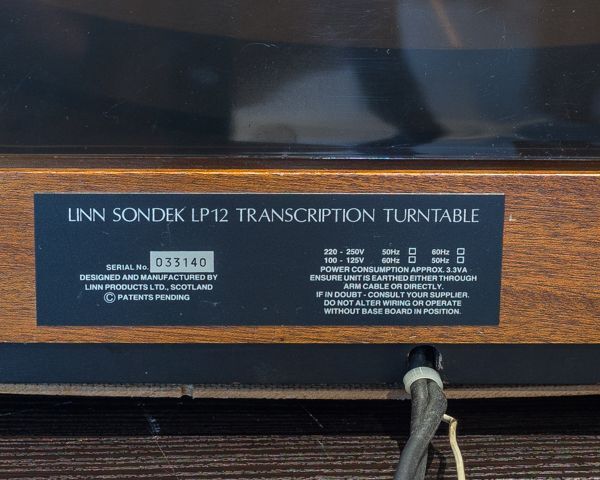 LINN SONDEK LP12 TRANSCRIPTION TURNTABLE
SERIAL No. 033140
DESIGNED AND MANUFACTURED BY
LINN PRODUCTS LTD., SCOTLAND
© PATENTS PENDING
220 - 250V 50Hz □ 60Hz □
100 - 125V 60Hz □ 50Hz □
POWER CONSUMPTION APPROX. 3.3VA
ENSURE UNIT IS EARTHED EITHER THROUGH
ARM CABLE OR DIRECTLY.
IF IN DOUBT - CONSULT YOUR SUPPLIER.
DO NOT ALTER WIRING OR OPERATE
WITHOUT BASE BOARD IN POSITION.